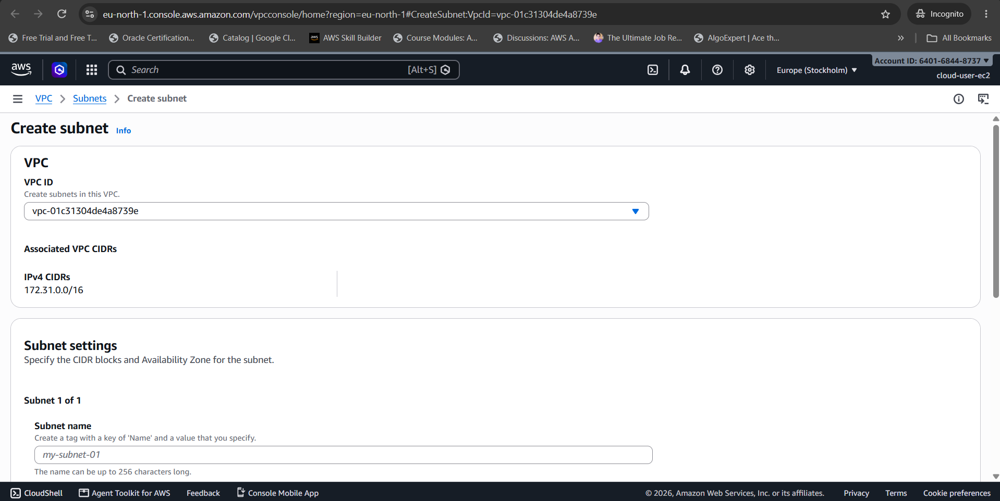 eu-north-1.console.aws.amazon.com/vpcconsole/home?region=eu-north-1#CreateSubnet:VpcId=vpc-01c31304de4a8739e
Incognito
Free Trial and Free T...
Oracle Certification...
Catalog | Google Cl...
aws
AWS Skill Builder
Course Modules: A...
Discussions: AWS A...
The Ultimate Job Re...
AlgoExpert | Ace th...
All Bookmarks
aws
Search
[Alt+S]
Europe (Stockholm)
Account ID: 6401-6844-8737
cloud-user-ec2
VPC
Subnets
Create subnet
Create subnet
Info
VPC
VPC ID
Create subnets in this VPC.
vpc-01c31304de4a8739e
Associated VPC CIDRs
IPv4 CIDRs
172.31.0.0/16
Subnet settings
Specify the CIDR blocks and Availability Zone for the subnet.
Subnet 1 of 1
Subnet name
Create a tag with a key of 'Name' and a value that you specify.
my-subnet-01
The name can be up to 256 characters long.
CloudShell
Agent Toolkit for AWS
Feedback
Console Mobile App
© 2026, Amazon Web Services, Inc. or its affiliates.
Privacy
Terms
Cookie preferences